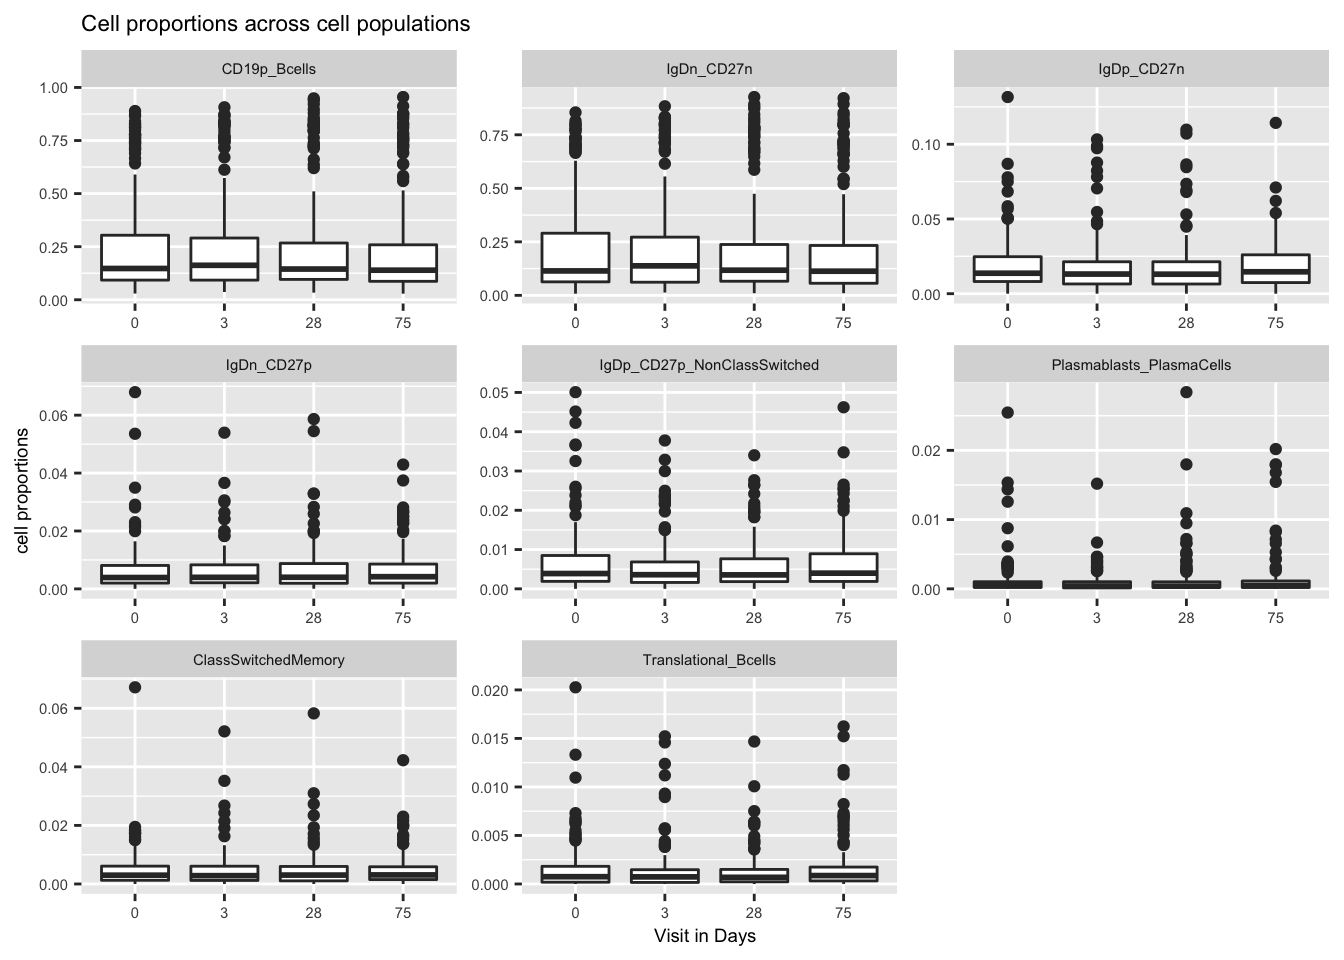 Cell proportions across cell populations
CD19p_Bcells
IgDn_CD27n
IgDp_CD27n
1.00
0.75
0.50
0.25
0.00
0 3 28 75
0.75
0.50
0.25
0.00
0 3 28 75
0.10
0.05
0.00
0 3 28 75
IgDn_CD27p
IgDp_CD27p_NonClassSwitched
Plasmablasts_PlasmaCells
cell proportions
0.06
0.04
0.02
0.00
0 3 28 75
0.05
0.04
0.03
0.02
0.01
0.00
0 3 28 75
0.02
0.01
0.00
0 3 28 75
ClassSwitchedMemory
Translational_Bcells
0.06
0.04
0.02
0.00
0 3 28 75
0.020
0.015
0.010
0.005
0.000
0 3 28 75
Visit in Days